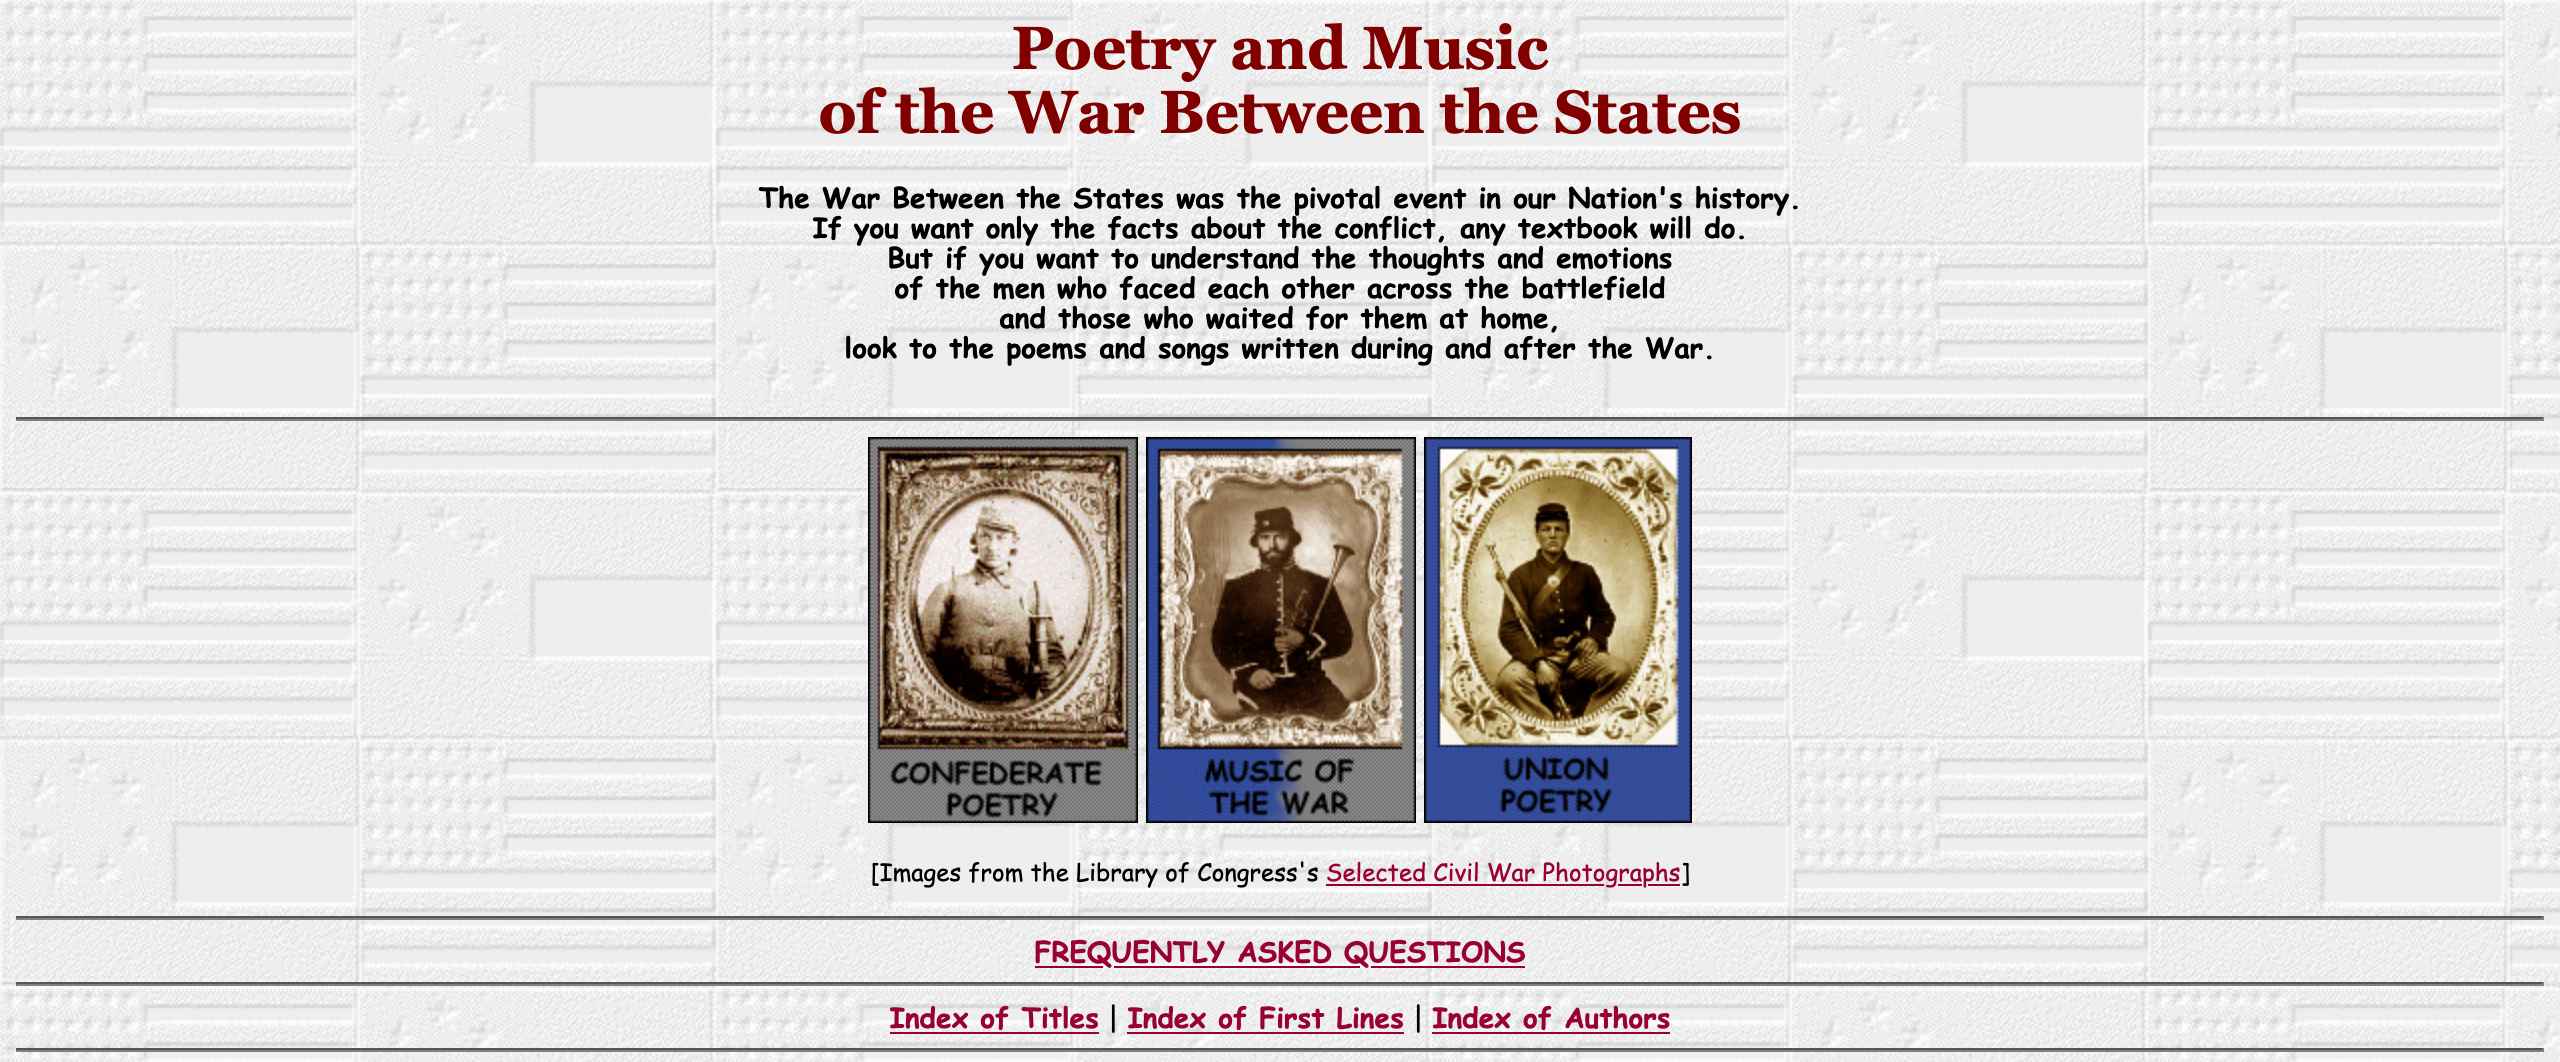 Poetry and Music
of the War Between the States
The War Between the States was the pivotal event in our Nation's history.
If you want only the facts about the conflict, any textbook will do.
But if you want to understand the thoughts and emotions
of the men who faced each other across the battlefield
and those who waited for them at home,
look to the poems and songs written during and after the War.
CONFEDERATE
POETRY
MUSIC OF
THE WAR
UNION
POETRY
[Images from the Library of Congress's Selected Civil War Photographs]
FREQUENTLY ASKED QUESTIONS
Index of Titles | Index of First Lines | Index of Authors